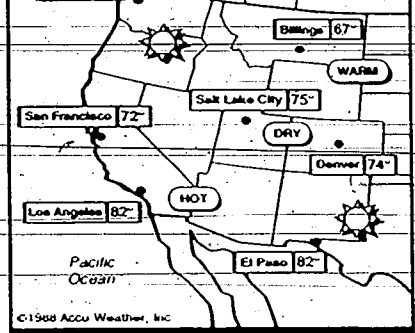 Billings 67~
WARM
Salt Lake City 75~
San Francisco 72~
DRY
Denver 74~
HOT
Los Angeles 82~
El Paso 82~
Pacific
Ocean
©1988 Accu Weather, Inc